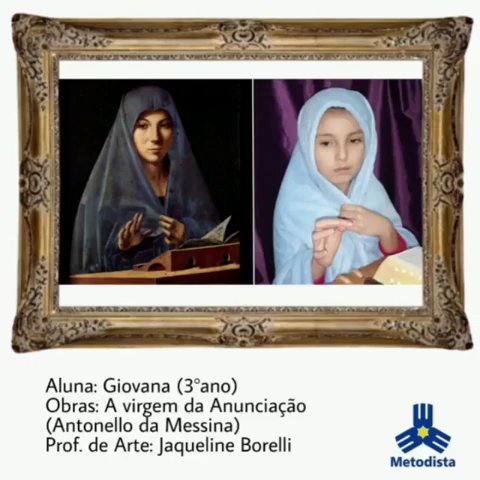 Aluna: Giovana (3°ano)
Obras: A virgem da Anunciação
(Antonello da Messina)
Prof. de Arte: Jaqueline Borelli
Metodista